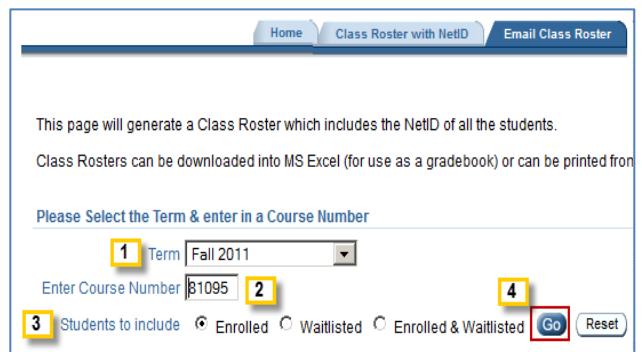 Home Class Roster with NetID Email Class Roster
This page will generate a Class Roster which includes the NetID of all the students.
Class Rosters can be downloaded into MS Excel (for use as a gradebook) or can be printed from
Please Select the Term & enter in a Course Number
1 Term Fall 2011
Enter Course Number 81095 2
4
3 Students to include Enrolled Waitlisted Enrolled & Waitlisted Go Reset